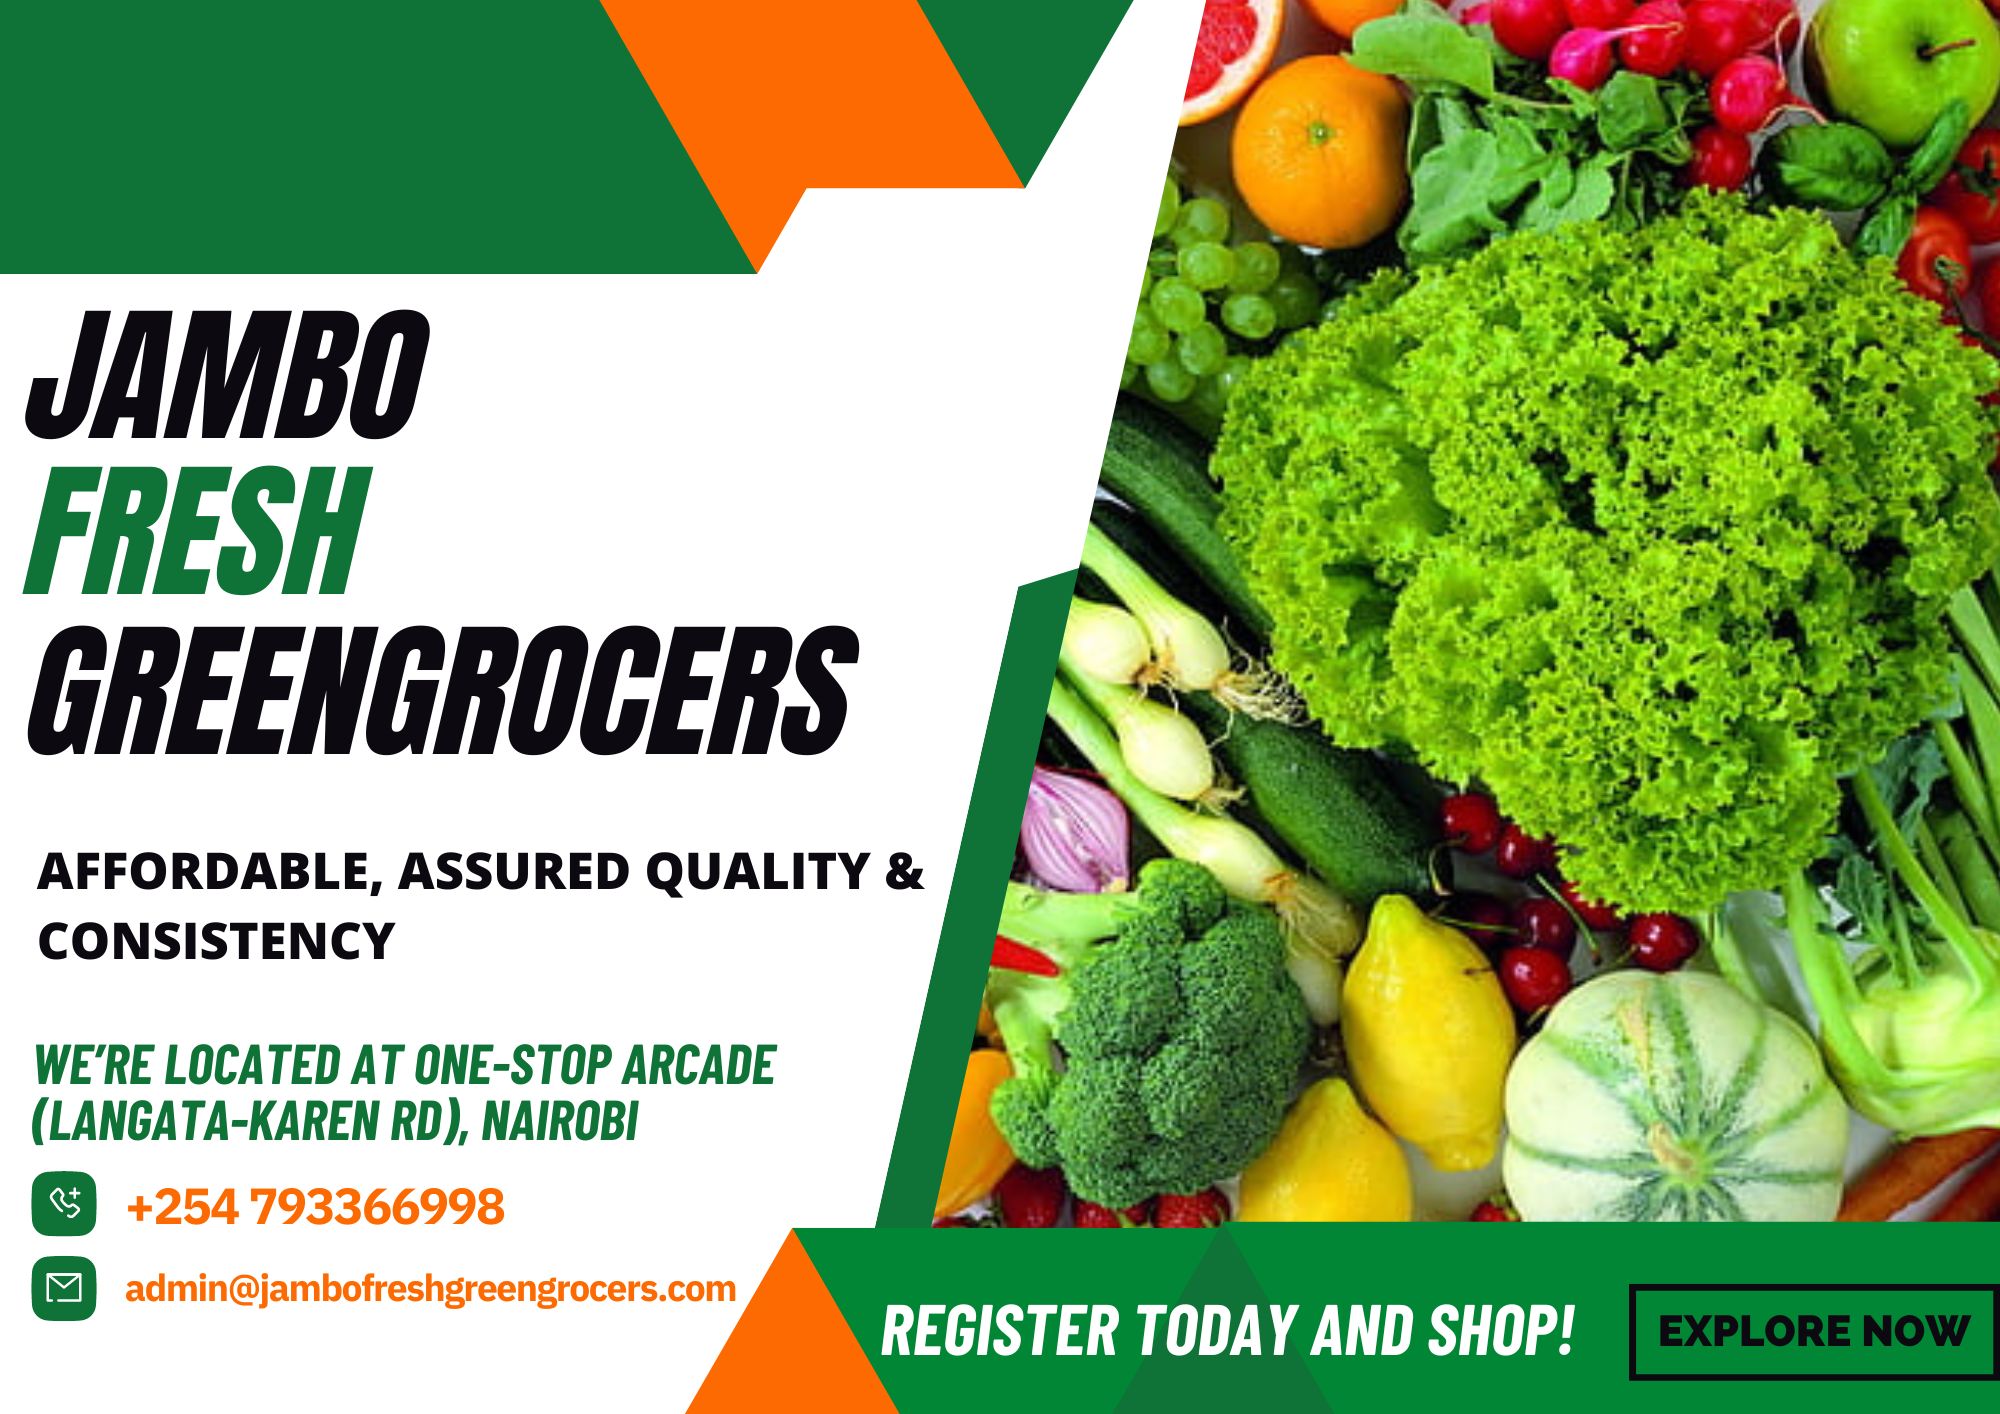 JAMBO
FRESH
GREENGROCERS
AFFORDABLE, ASSURED QUALITY &
CONSISTENCY
WE’RE LOCATED AT ONE-STOP ARCADE
(LANGATA-KAREN RD), NAIROBI
+254 793366998
admin@jambofreshgreengrocers.com
REGISTER TODAY AND SHOP!
EXPLORE NOW